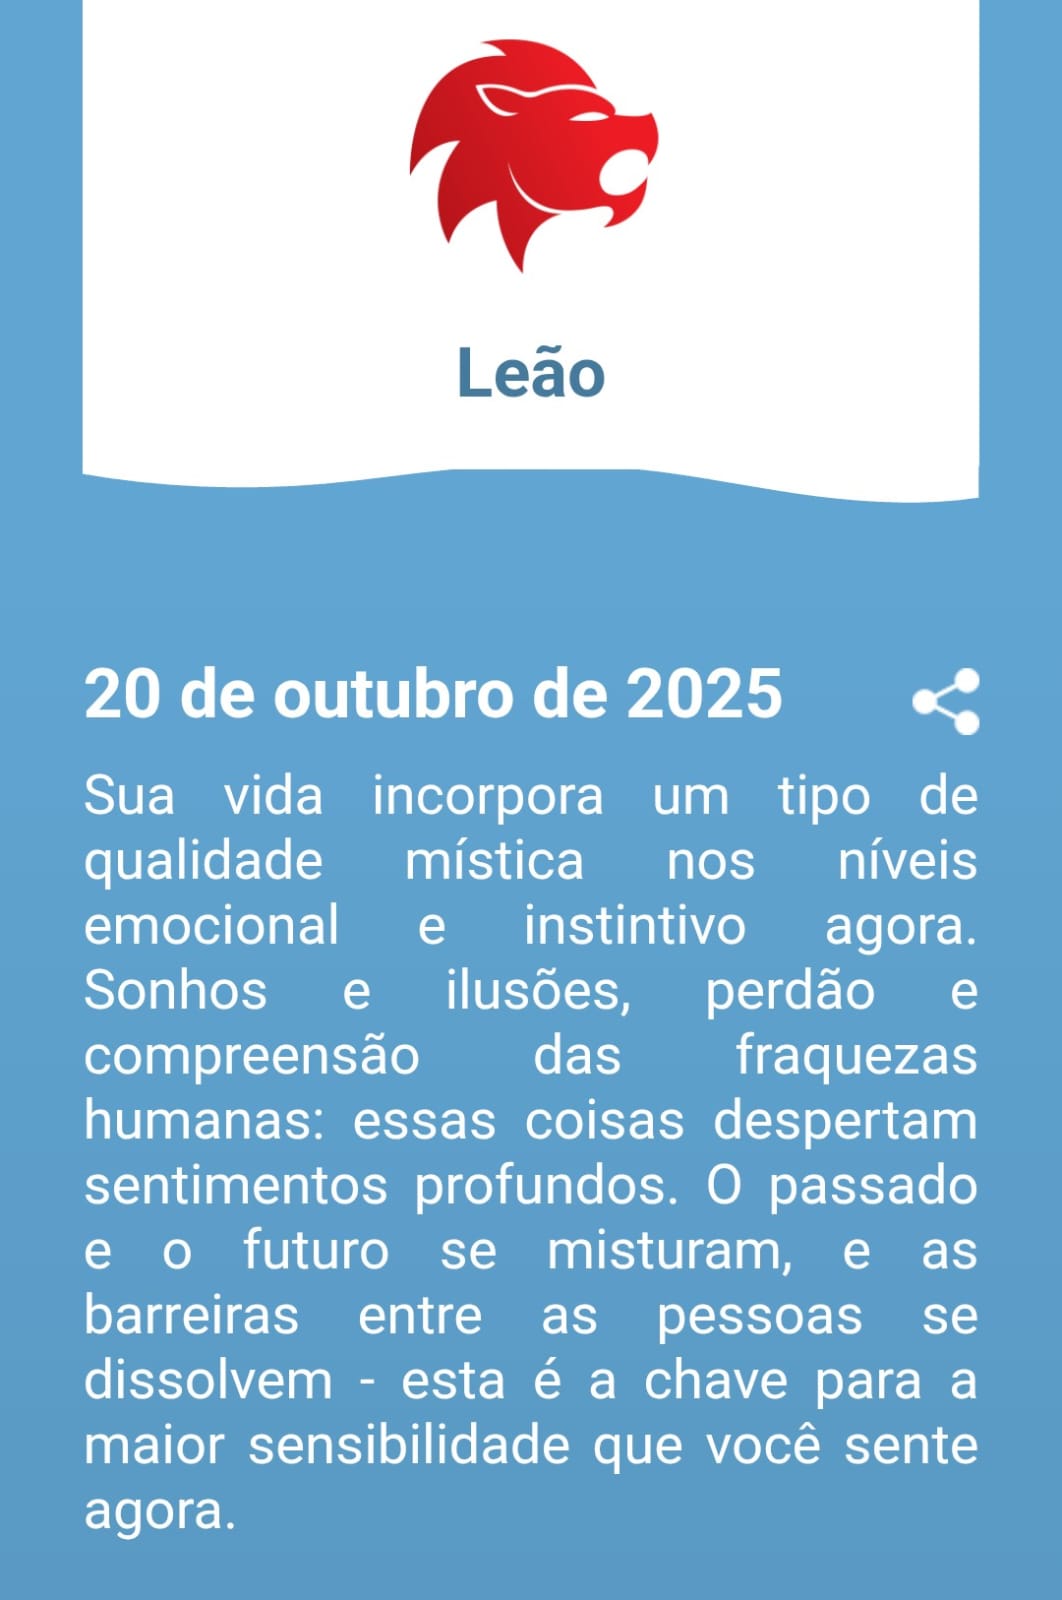 Leão
20 de outubro de 2025
Sua vida incorpora um tipo de
qualidade mística nos níveis
emocional e instintivo agora.
Sonhos e ilusões, perdão e
compreensão das fraquezas
humanas: essas coisas despertam
sentimentos profundos. O passado
e o futuro se misturam, e as
barreiras entre as pessoas se
dissolvem - esta é a chave para a
maior sensibilidade que você sente
agora.